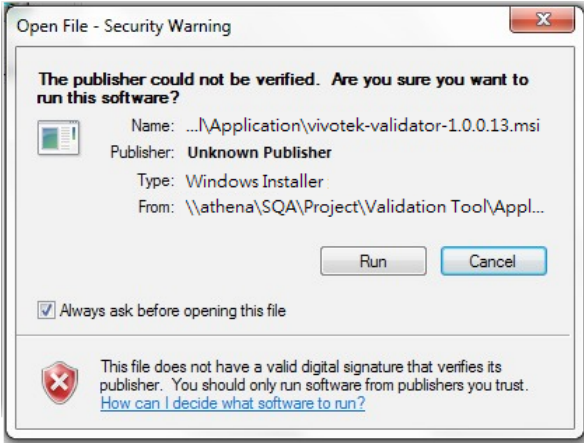 Open File - Security Warning
The publisher could not be verified.  Are you sure you want to
run this software?
Name: ...l\Application\vivotek-validator-1.0.0.13.msi
Publisher: Unknown Publisher
Type: Windows Installer
From: \\athena\SQA\Project\Validation Tool\Appl...
Run Cancel
Always ask before opening this file
This file does not have a valid digital signature that verifies its
publisher.  You should only run software from publishers you trust.
How can I decide what software to run?